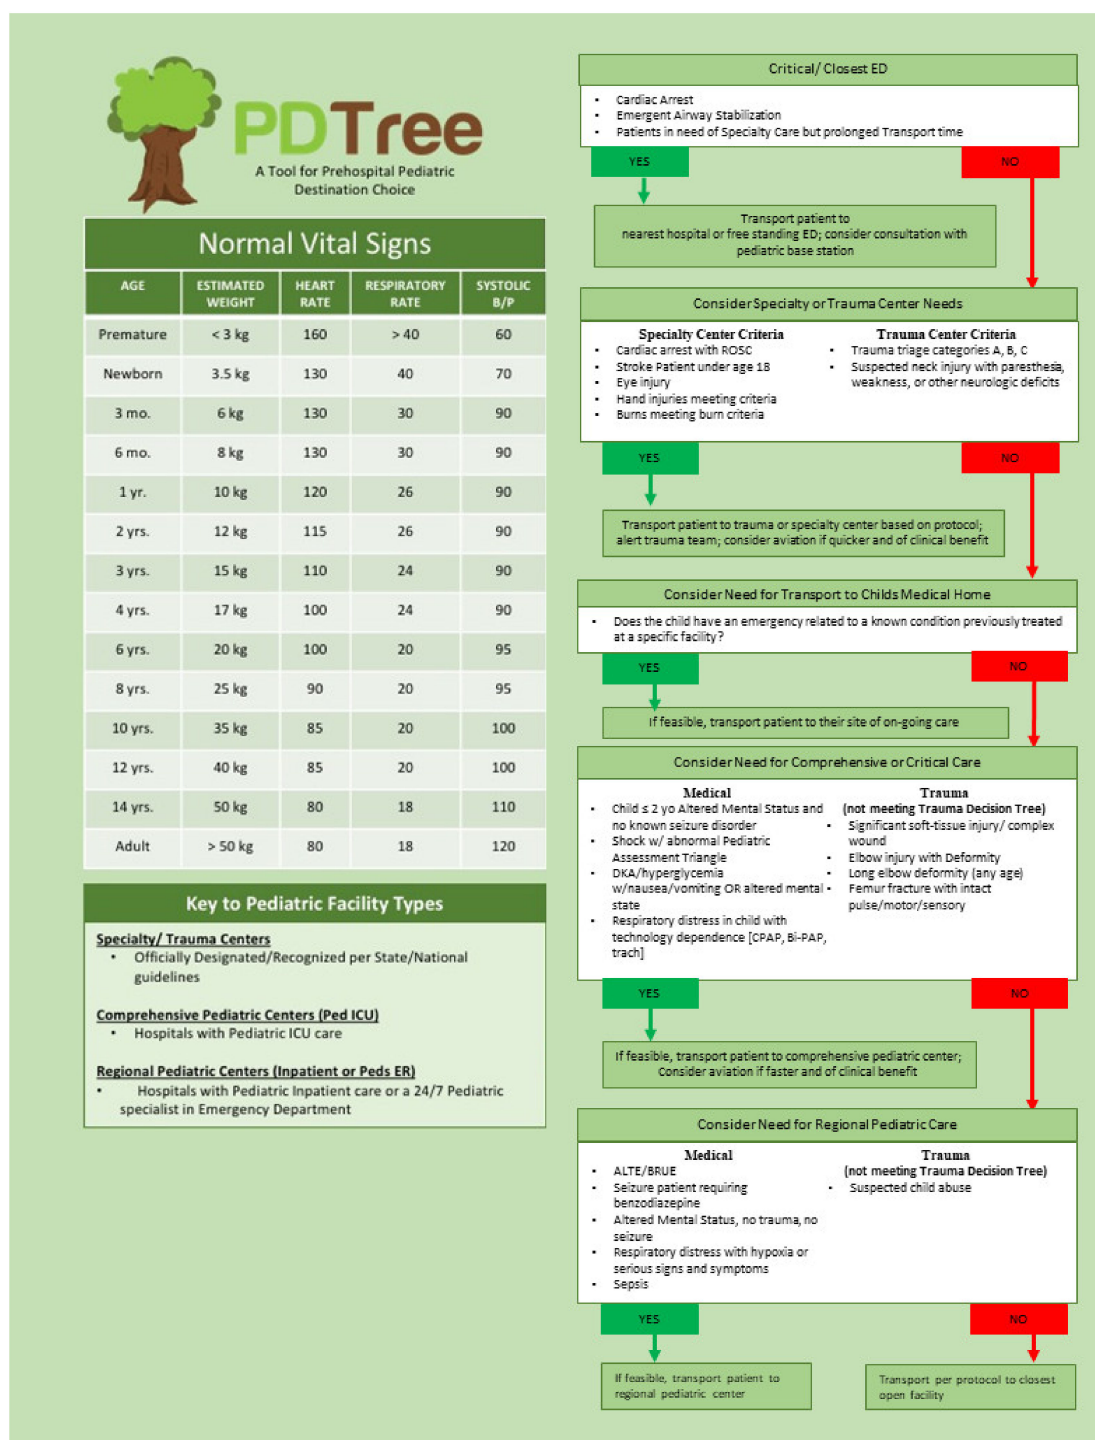 PDTree
A Tool for Prehospital Pediatric
Destination Choice
Normal Vital Signs
AGE ESTIMATED WEIGHT HEART RATE RESPIRATORY RATE SYSTOLIC B/P
Premature < 3 kg 160 > 40 60
Newborn 3.5 kg 130 40 70
3 mo. 6 kg 130 30 90
6 mo. 8 kg 130 30 90
1 yr. 10 kg 120 26 90
2 yrs. 12 kg 115 26 90
3 yrs. 15 kg 110 24 90
4 yrs. 17 kg 100 24 90
6 yrs. 20 kg 100 20 95
8 yrs. 25 kg 90 20 95
10 yrs. 35 kg 85 20 100
12 yrs. 40 kg 85 20 100
14 yrs. 50 kg 80 18 110
Adult > 50 kg 80 18 120
Key to Pediatric Facility Types
Specialty/ Trauma Centers
• Officially Designated/Recognized per State/National
guidelines
Comprehensive Pediatric Centers (Ped ICU)
• Hospitals with Pediatric ICU care
Regional Pediatric Centers (Inpatient or Peds ER)
• Hospitals with Pediatric Inpatient care or a 24/7 Pediatric
specialist in Emergency Department
Critical/ Closest ED
• Cardiac Arrest
• Emergent Airway Stabilization
• Patients in need of Specialty Care but prolonged Transport time
YES
NO
Transport patient to
nearest hospital or free standing ED; consider consultation with
pediatric base station
Consider Specialty or Trauma Center Needs
Specialty Center Criteria
• Cardiac arrest with ROSC
• Stroke Patient under age 18
• Eye injury
• Hand injuries meeting criteria
• Burns meeting burn criteria
Trauma Center Criteria
• Trauma triage categories A, B, C
• Suspected neck injury with paresthesia,
weakness, or other neurologic deficits
YES
NO
Transport patient to trauma or specialty center based on protocol;
alert trauma team; consider aviation if quicker and of clinical benefit
Consider Need for Transport to Childs Medical Home
• Does the child have an emergency related to a known condition previously treated
at a specific facility?
YES
NO
If feasible, transport patient to their site of on-going care
Consider Need for Comprehensive or Critical Care
Medical
• Child ≤ 2 yo Altered Mental Status and
no known seizure disorder
• Shock w/ abnormal Pediatric
Assessment Triangle
• DKA/hyperglycemia
w/nausea/vomiting OR altered mental
state
• Respiratory distress in child with
technology dependence [CPAP, Bi-PAP,
trach]
Trauma
(not meeting Trauma Decision Tree)
• Significant soft-tissue injury/ complex
wound
• Elbow injury with Deformity
• Long elbow deformity (any age)
• Femur fracture with intact
pulse/motor/sensory
YES
NO
If feasible, transport patient to comprehensive pediatric center;
Consider aviation if faster and of clinical benefit
Consider Need for Regional Pediatric Care
Medical
• ALTE/BRUE
• Seizure patient requiring
benzodiazepine
• Altered Mental Status, no trauma, no
seizure
• Respiratory distress with hypoxia or
serious signs and symptoms
• Sepsis
Trauma
(not meeting Trauma Decision Tree)
• Suspected child abuse
YES
NO
If feasible, transport patient to
regional pediatric center
Transport per protocol to closest
open facility